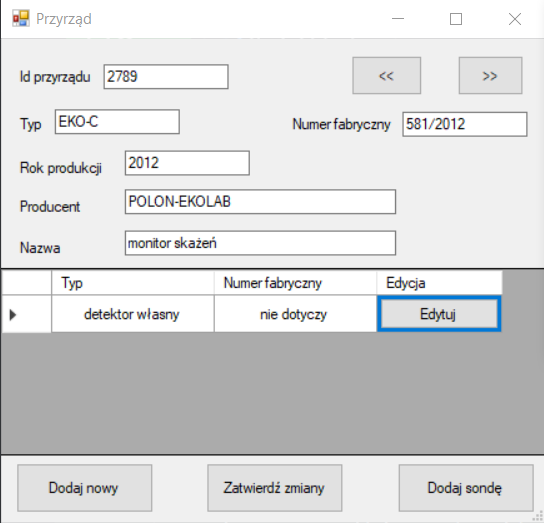 Przyrząd
Id przyrządu 2789 << >>
Typ EKO-C Numer fabryczny 581/2012
Rok produkcji 2012
Producent POLON-EKOLAB
Nazwa monitor skażeń
Typ Numer fabryczny Edycja
detektor własny nie dotyczy Edytuj
Dodaj nowy Zatwierdź zmiany Dodaj sondę